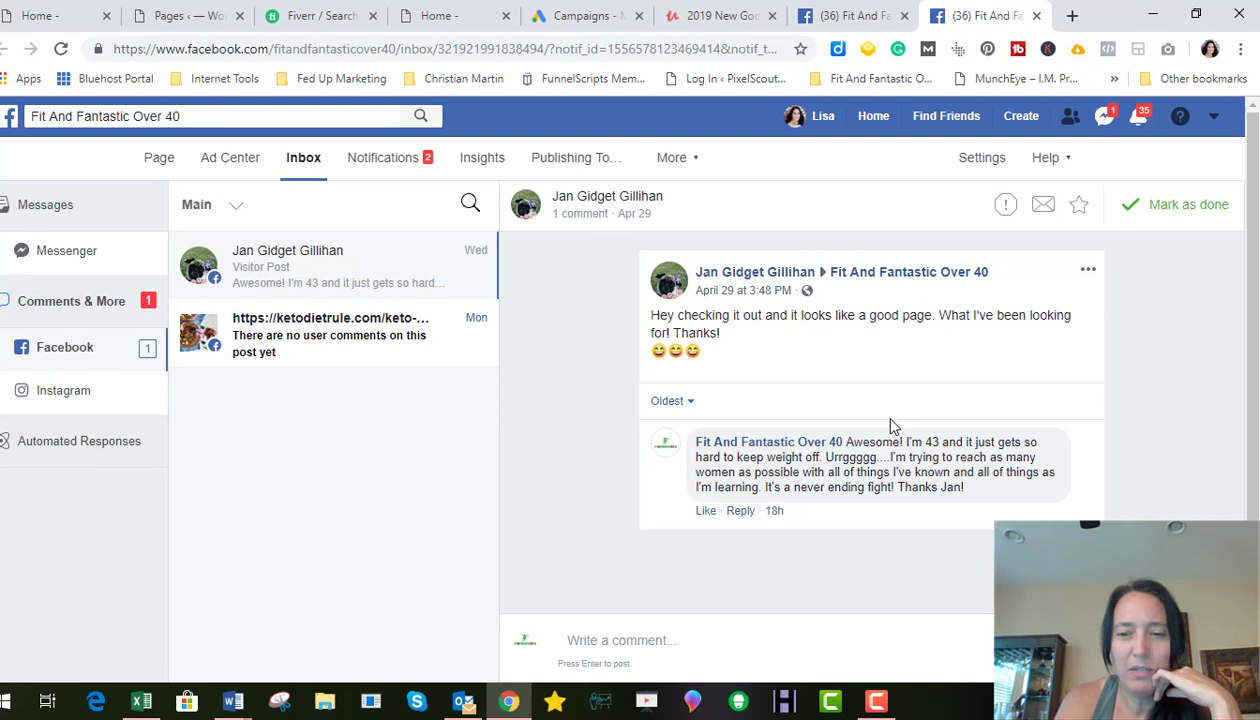 Home -
Pages ‹ — Wo
Fiverr / Search
Home -
Campaigns - M
2019 New Go
(36) Fit And Fa
(36) Fit And Fa
https://www.facebook.com/fitandfantasticover40/inbox/321921991838494/?notif_id=1556578123469414&notif_t...
Apps
Bluehost Portal
Internet Tools
Fed Up Marketing
Christian Martin
FunnelScripts Mem...
Log In ‹ PixelScout...
Fit And Fantastic O...
MunchEye – I.M. Pr...
»
Other bookmarks
Fit And Fantastic Over 40
Lisa
Home
Find Friends
Create
1
35
Page
Ad Center
Inbox
Notifications 2
Insights
Publishing To...
More
Settings
Help
Messages
Main
Jan Gidget Gillihan
1 comment · Apr 29
Mark as done
Messenger
Comments & More 1
Facebook 1
Instagram
Automated Responses
Jan Gidget Gillihan
Wed
Visitor Post
Awesome! I'm 43 and it just gets so hard...
https://ketodietrule.com/keto-...
Mon
There are no user comments on this
post yet
Jan Gidget Gillihan ▸ Fit And Fantastic Over 40
April 29 at 3:48 PM ·
Hey checking it out and it looks like a good page. What I've been looking
for! Thanks!
😄😄😄
Oldest
Fit And Fantastic Over 40 Awesome! I'm 43 and it just gets so
hard to keep weight off. Urrggggg....I'm trying to reach as many
women as possible with all of things I've known and all of things as
I'm learning. It's a never ending fight! Thanks Jan!
Like · Reply · 18h
Write a comment...
Press Enter to post.